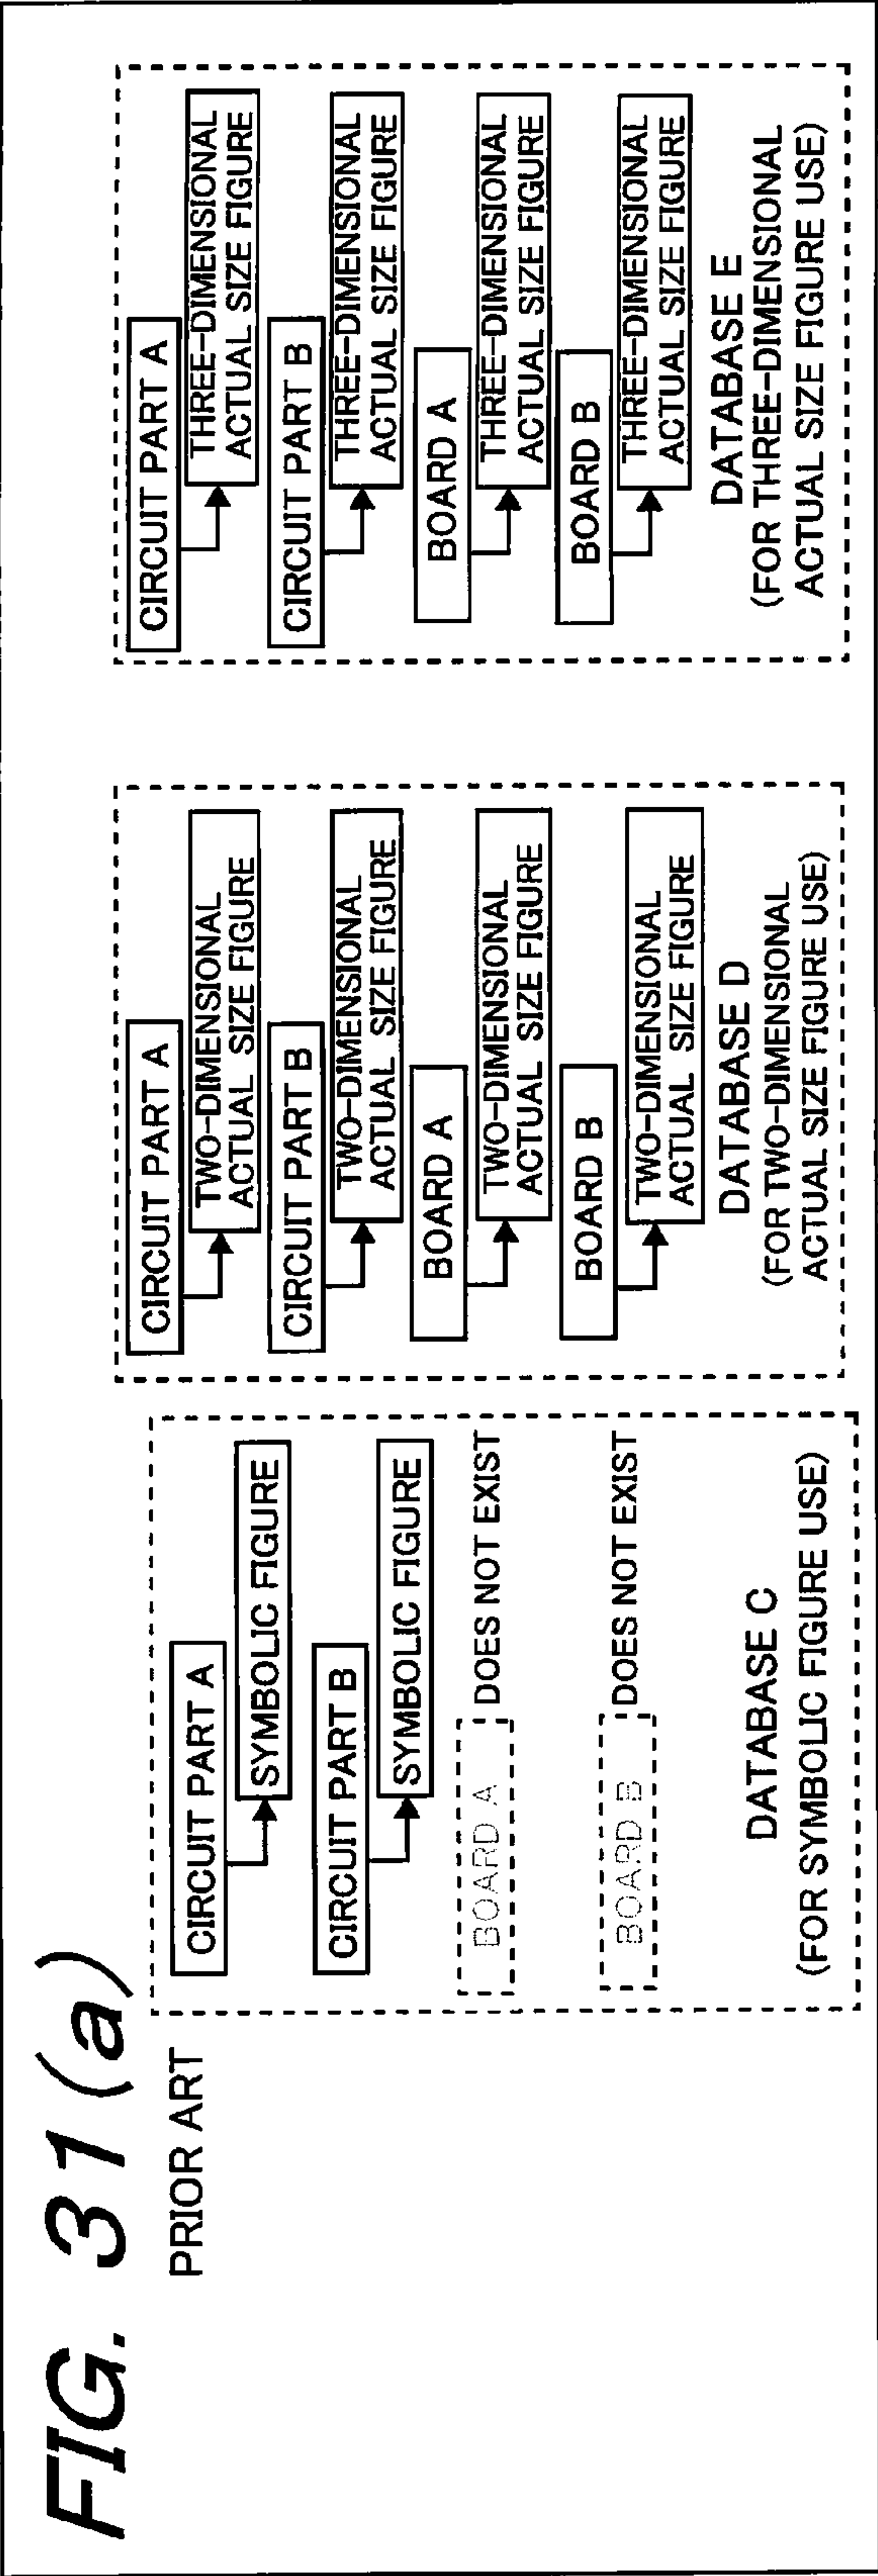 FIG. 31(a)
PRIOR ART
CIRCUIT PART A
SYMBOLIC FIGURE
CIRCUIT PART B
SYMBOLIC FIGURE
BOARD A DOES NOT EXIST
BOARD B DOES NOT EXIST
DATABASE C
(FOR SYMBOLIC FIGURE USE)
CIRCUIT PART A
TWO-DIMENSIONAL
ACTUAL SIZE FIGURE
CIRCUIT PART B
TWO-DIMENSIONAL
ACTUAL SIZE FIGURE
BOARD A
TWO-DIMENSIONAL
ACTUAL SIZE FIGURE
BOARD B
TWO-DIMENSIONAL
ACTUAL SIZE FIGURE
DATABASE D
(FOR TWO-DIMENSIONAL
ACTUAL SIZE FIGURE USE)
CIRCUIT PART A
THREE-DIMENSIONAL
ACTUAL SIZE FIGURE
CIRCUIT PART B
THREE-DIMENSIONAL
ACTUAL SIZE FIGURE
BOARD A
THREE-DIMENSIONAL
ACTUAL SIZE FIGURE
BOARD B
THREE-DIMENSIONAL
ACTUAL SIZE FIGURE
DATABASE E
(FOR THREE-DIMENSIONAL
ACTUAL SIZE FIGURE USE)